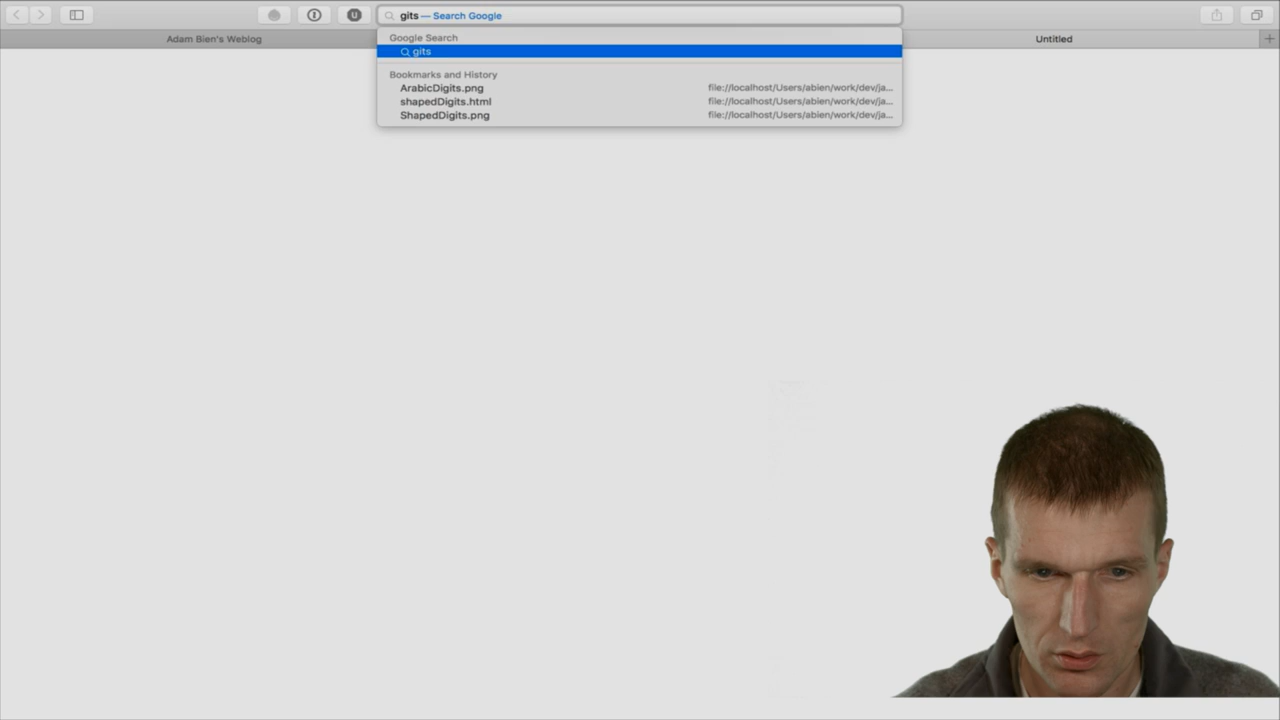 gits — Search Google
Adam Bien's Weblog
Untitled
Google Search
gits
Bookmarks and History
ArabicDigits.png file://localhost/Users/abien/work/dev/ja...
shapedDigits.html file://localhost/Users/abien/work/dev/ja...
ShapedDigits.png file://localhost/Users/abien/work/dev/ja...